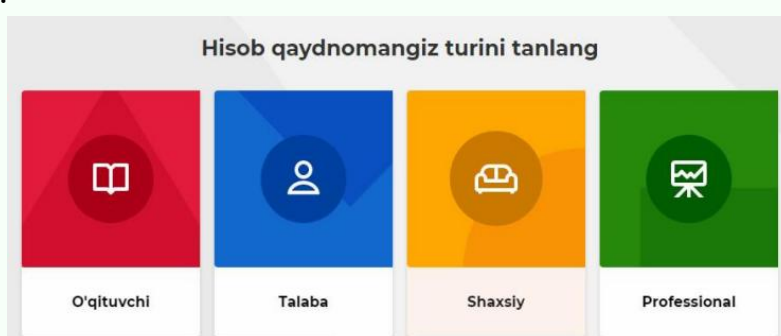 Hisob qaydnomangiz turini tanlang
O'qituvchi
Talaba
Shaxsiy
Professional